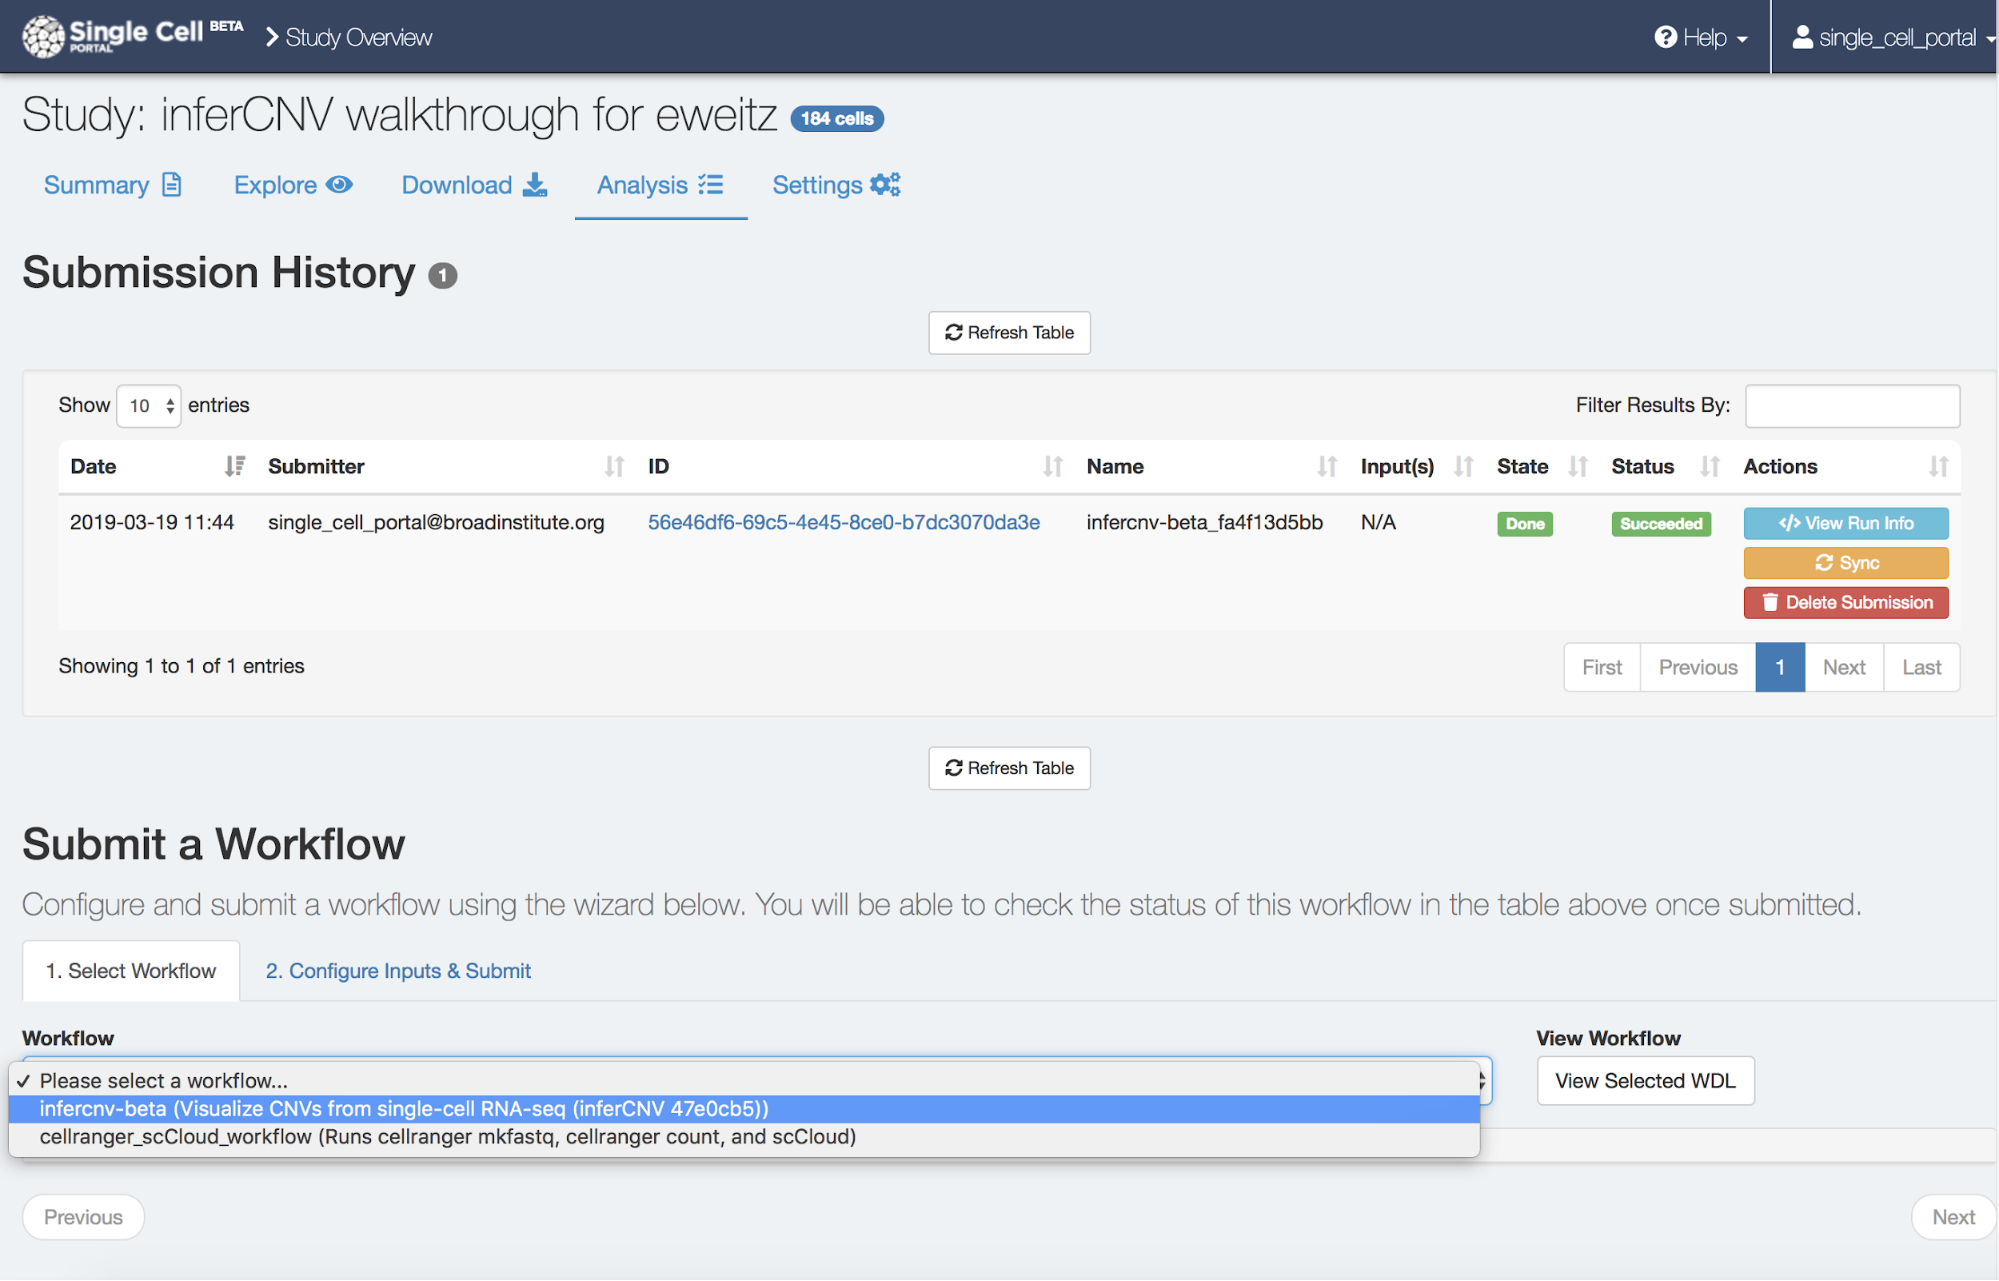 Single Cell BETA
PORTAL
Study Overview
Help
single_cell_portal
Study: inferCNV walkthrough for eweitz 184 cells
Summary Explore Download Analysis Settings
Submission History 1
Refresh Table
Show 10 entries Filter Results By:
Date Submitter ID Name Input(s) State Status Actions
2019-03-19 11:44 single_cell_portal@broadinstitute.org 56e46df6-69c5-4e45-8ce0-b7dc3070da3e infercnv-beta_fa4f13d5bb N/A Done Succeeded </> View Run Info
Sync
Delete Submission
Showing 1 to 1 of 1 entries First Previous 1 Next Last
Refresh Table
Submit a Workflow
Configure and submit a workflow using the wizard below. You will be able to check the status of this workflow in the table above once submitted.
1. Select Workflow 2. Configure Inputs & Submit
Workflow View Workflow
✓ Please select a workflow... View Selected WDL
infercnv-beta (Visualize CNVs from single-cell RNA-seq (inferCNV 47e0cb5))
cellranger_scCloud_workflow (Runs cellranger mkfastq, cellranger count, and scCloud)
Previous Next